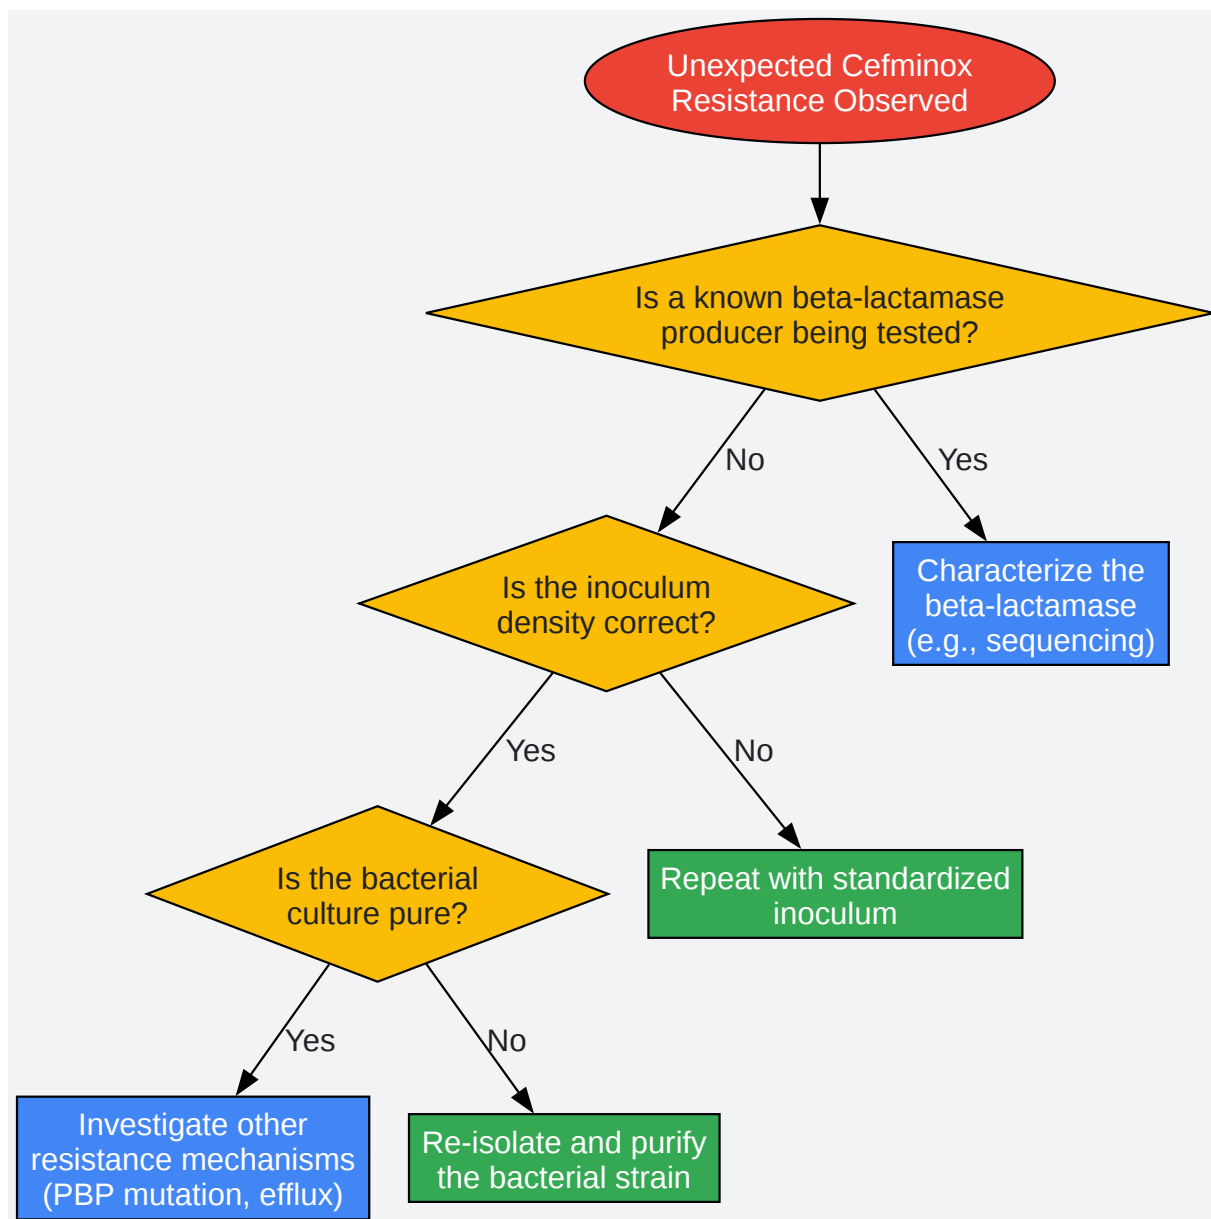 Unexpected Cefminox
Resistance Observed
Is a known beta-lactamase
producer being tested?
No
Yes
Is the inoculum
density correct?
Characterize the
beta-lactamase
(e.g., sequencing)
Yes
No
Is the bacterial
culture pure?
Repeat with standardized
inoculum
Yes
No
Investigate other
resistance mechanisms
(PBP mutation, efflux)
Re-isolate and purify
the bacterial strain